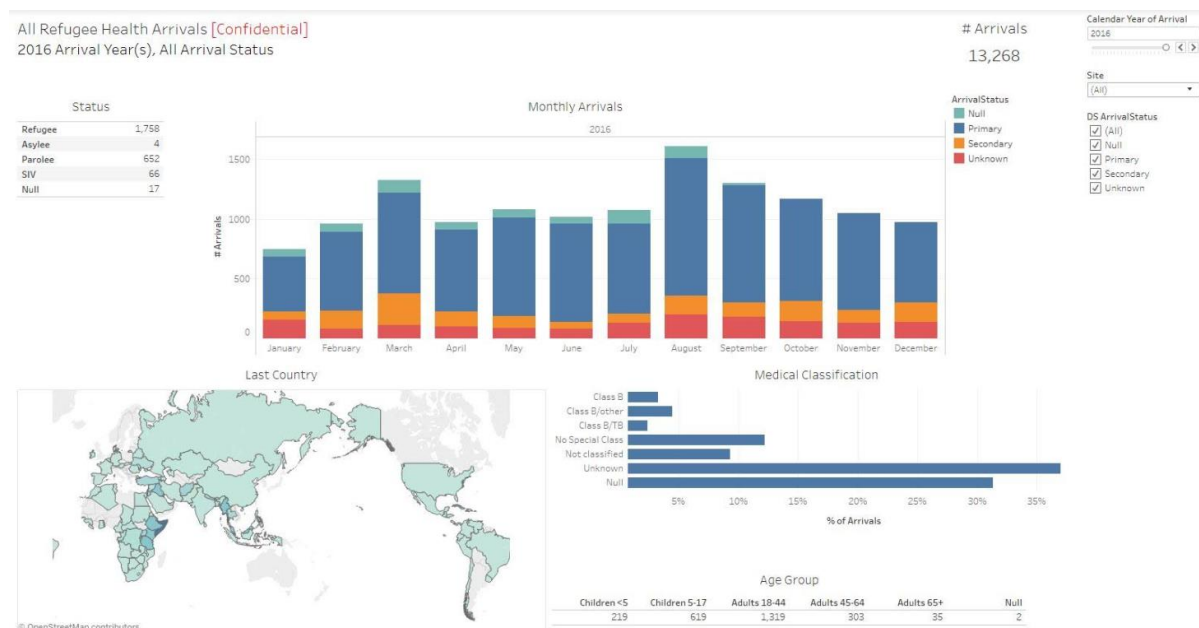 All Refugee Health Arrivals [Confidential]
2016 Arrival Year(s), All Arrival Status
# Arrivals
13,268
Calendar Year of Arrival
2016
Site
(All)
DS ArrivalStatus
(All)
Null
Primary
Secondary
Unknown
Status
Refugee 1,758
Asylee 4
Parolee 652
SIV 66
Null 17
Monthly Arrivals
2016
1500
1000
500
0
# Arrivals
January February March April May June July August September October November December
ArrivalStatus
Null
Primary
Secondary
Unknown
Last Country
© OpenStreetMap contributors
Medical Classification
Class B
Class B/other
Class B/TB
No Special Class
Not classified
Unknown
Null
5% 10% 15% 20% 25% 30% 35%
% of Arrivals
Age Group
Children <5 Children 5-17 Adults 18-44 Adults 45-64 Adults 65+ Null
219 619 1,319 303 35 2